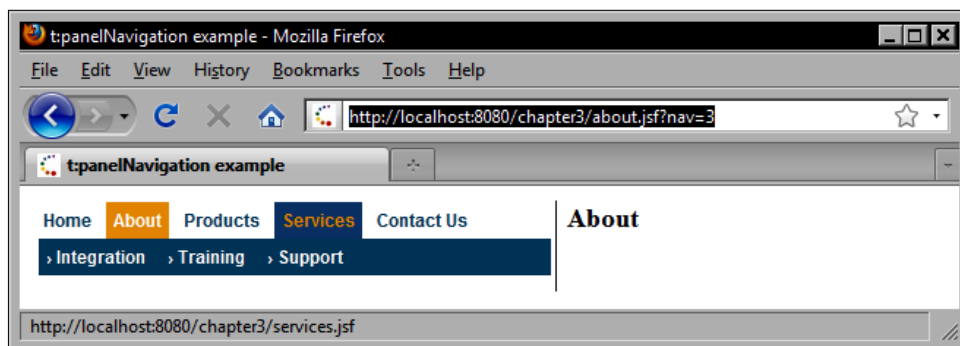 t:panelNavigation example - Mozilla Firefox
File Edit View History Bookmarks Tools Help
http://localhost:8080/chapter3/about.jsf?nav=3
t:panelNavigation example
Home About Products Services Contact Us
› Integration › Training › Support
About
http://localhost:8080/chapter3/services.jsf